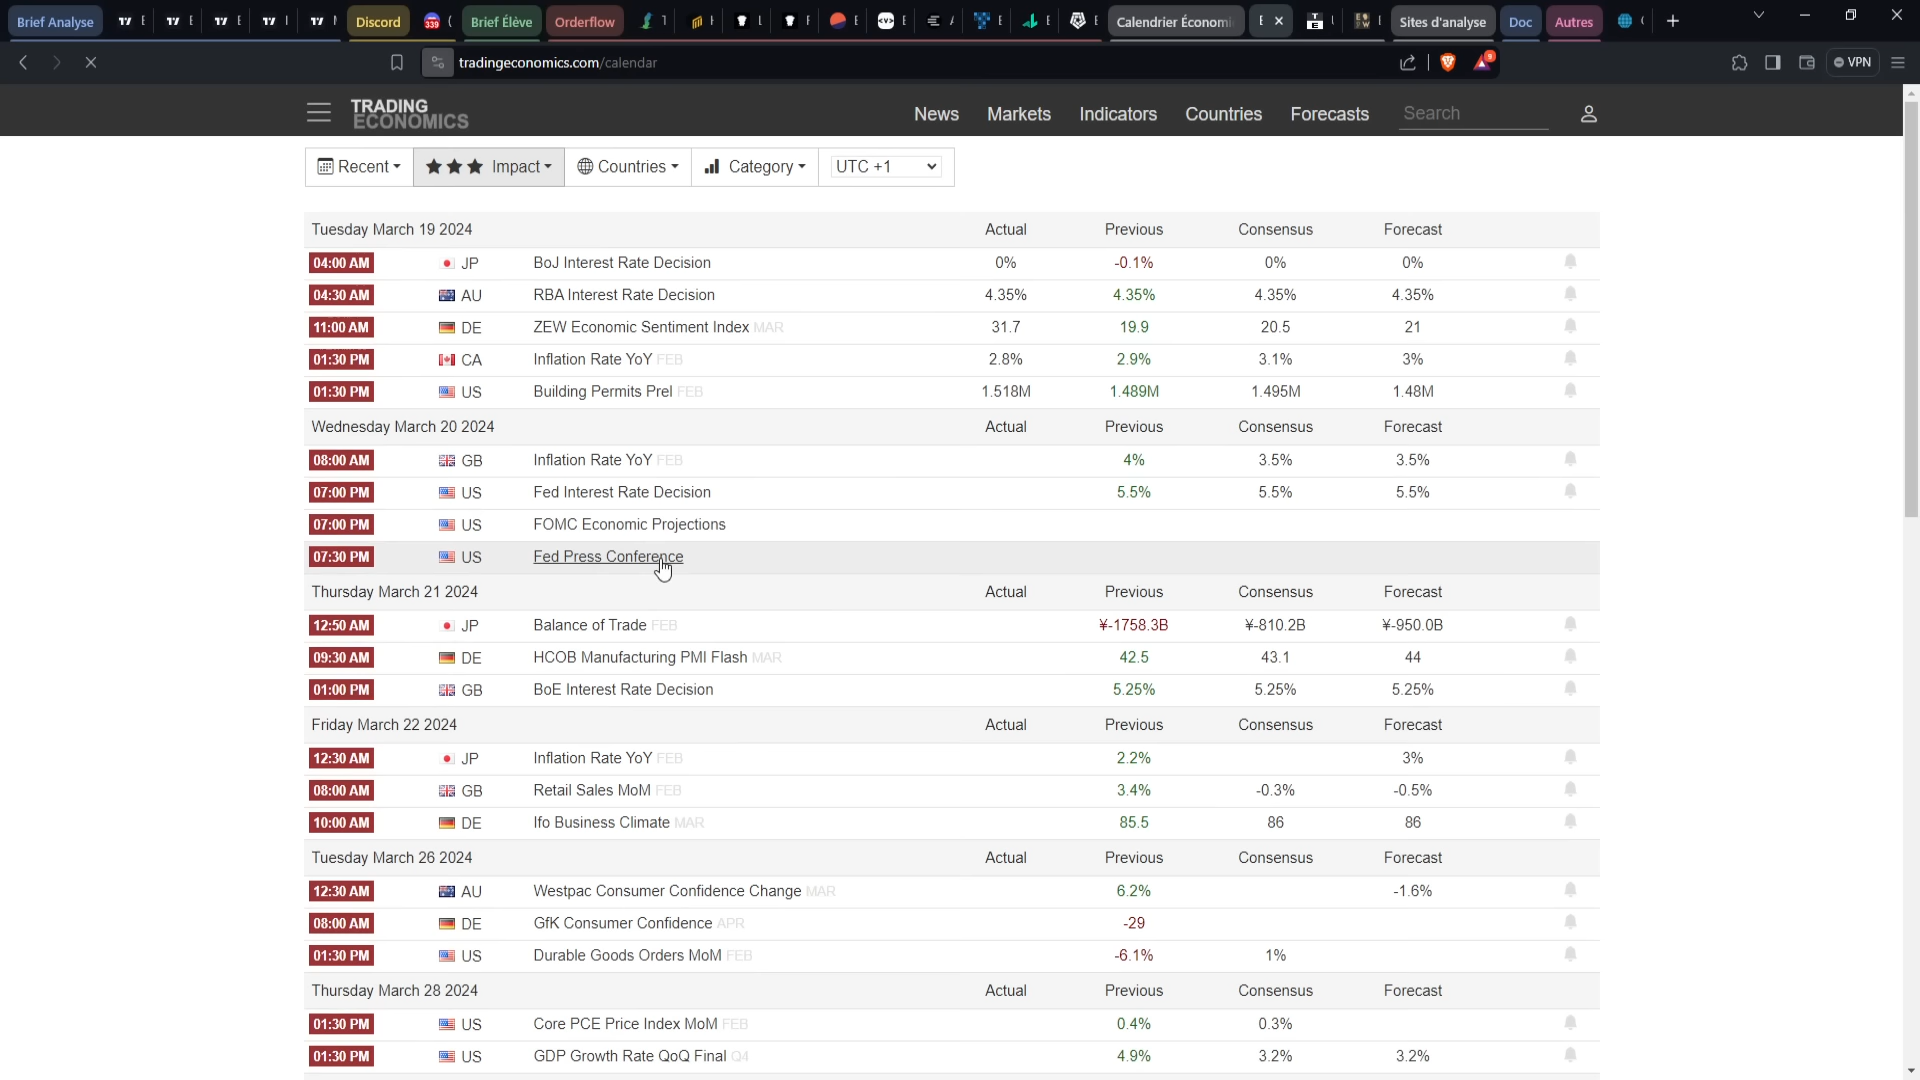 Brief Analyse Discord 339 Brief Élève Orderflow Calendrier Économi Sites d'analyse Doc Autres
tradingeconomics.com/calendar 9 VPN
TRADING
ECONOMICS
News Markets Indicators Countries Forecasts Search
Recent Impact Countries Category UTC +1
Tuesday March 19 2024 Actual Previous Consensus Forecast
04:00 AM JP BoJ Interest Rate Decision 0% -0.1% 0% 0%
04:30 AM AU RBA Interest Rate Decision 4.35% 4.35% 4.35% 4.35%
11:00 AM DE ZEW Economic Sentiment Index MAR 31.7 19.9 20.5 21
01:30 PM CA Inflation Rate YoY FEB 2.8% 2.9% 3.1% 3%
01:30 PM US Building Permits Prel FEB 1.518M 1.489M 1.495M 1.48M
Wednesday March 20 2024 Actual Previous Consensus Forecast
08:00 AM GB Inflation Rate YoY FEB 4% 3.5% 3.5%
07:00 PM US Fed Interest Rate Decision 5.5% 5.5% 5.5%
07:00 PM US FOMC Economic Projections
07:30 PM US Fed Press Conference
Thursday March 21 2024 Actual Previous Consensus Forecast
12:50 AM JP Balance of Trade FEB ¥-1758.3B ¥-810.2B ¥-950.0B
09:30 AM DE HCOB Manufacturing PMI Flash MAR 42.5 43.1 44
01:00 PM GB BoE Interest Rate Decision 5.25% 5.25% 5.25%
Friday March 22 2024 Actual Previous Consensus Forecast
12:30 AM JP Inflation Rate YoY FEB 2.2% 3%
08:00 AM GB Retail Sales MoM FEB 3.4% -0.3% -0.5%
10:00 AM DE Ifo Business Climate MAR 85.5 86 86
Tuesday March 26 2024 Actual Previous Consensus Forecast
12:30 AM AU Westpac Consumer Confidence Change MAR 6.2% -1.6%
08:00 AM DE GfK Consumer Confidence APR -29
01:30 PM US Durable Goods Orders MoM FEB -6.1% 1%
Thursday March 28 2024 Actual Previous Consensus Forecast
01:30 PM US Core PCE Price Index MoM FEB 0.4% 0.3%
01:30 PM US GDP Growth Rate QoQ Final Q4 4.9% 3.2% 3.2%